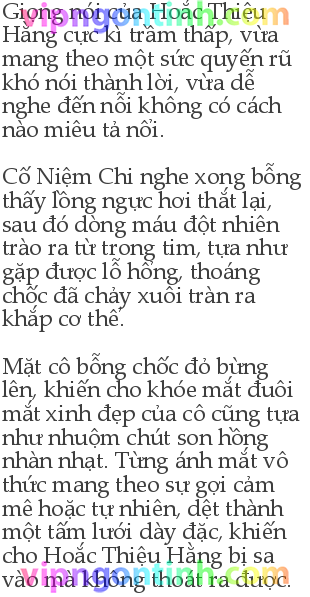 Giọng nói của Hoắc Thiệu
Hằng cực kì trầm thấp, vừa
mang theo một sức quyến rũ
khó nói thành lời, vừa dễ
nghe đến nỗi không có cách
nào miêu tả nổi.
Cố Niệm Chi nghe xong bỗng
thấy lồng ngực hơi thắt lại,
sau đó dòng máu đột nhiên
trào ra từ trong tim, tựa như
gặp được lỗ hổng, thoáng
chốc đã chảy xuôi tràn ra
khắp cơ thể.
Mặt cô bỗng chốc đỏ bừng
lên, khiến cho khóe mắt đuôi
mắt xinh đẹp của cô cũng tựa
như nhuộm chút son hồng
nhàn nhạt. Từng ánh mắt vô
thức mang theo sự gọi cảm
mê hoặc tự nhiên, dệt thành
một tấm lưới dày đặc, khiến
cho Hoắc Thiệu Hằng bị sa
vào mà không thoát ra được.
vipngontinh.com
vipngontinh.com